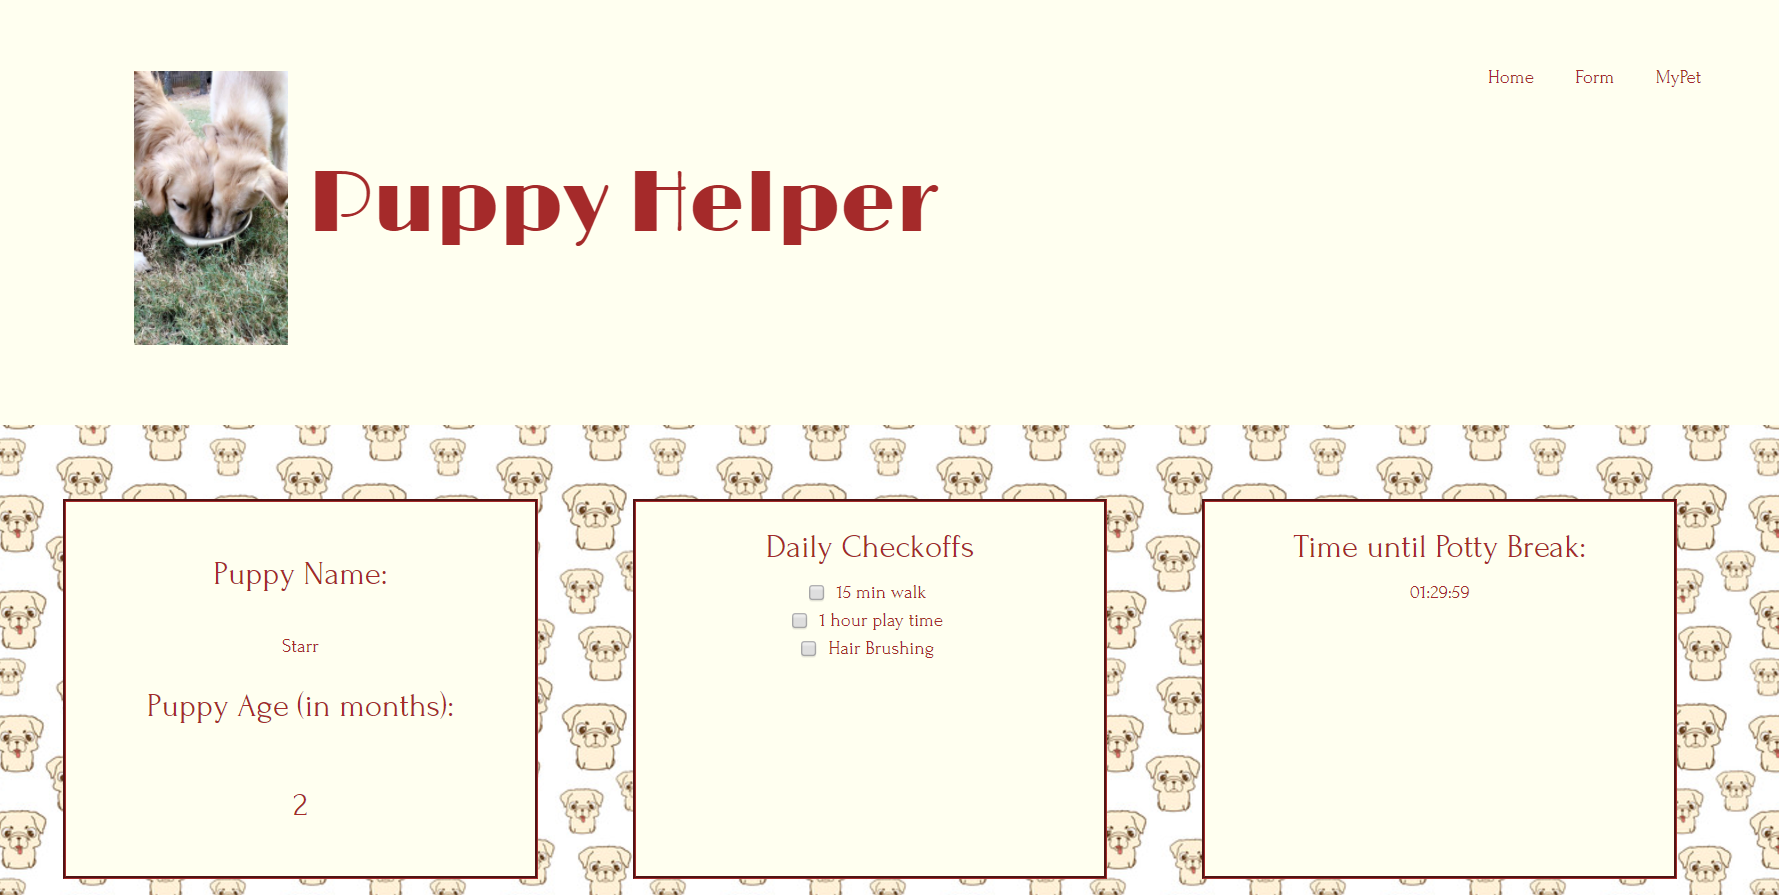 Home Form MyPet
Puppy Helper
Puppy Name:
Starr
Puppy Age (in months):
2
Daily Checkoffs
15 min walk
1 hour play time
Hair Brushing
Time until Potty Break:
01:29:59